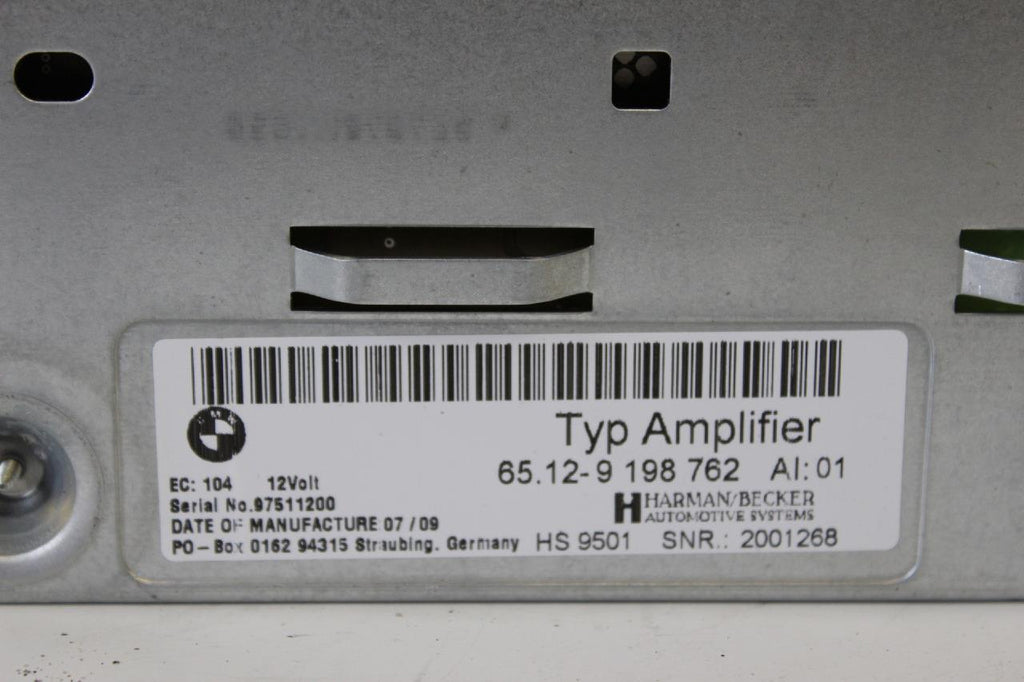 BMW
Typ Amplifier
65.12-9 198 762 AI:01
EC: 104 12Volt
Serial No.97511200
DATE OF MANUFACTURE 07/09
PO-Box 0162 94315 Straubing. Germany
H HARMAN/BECKER
AUTOMOTIVE SYSTEMS
HS 9501 SNR.: 2001268